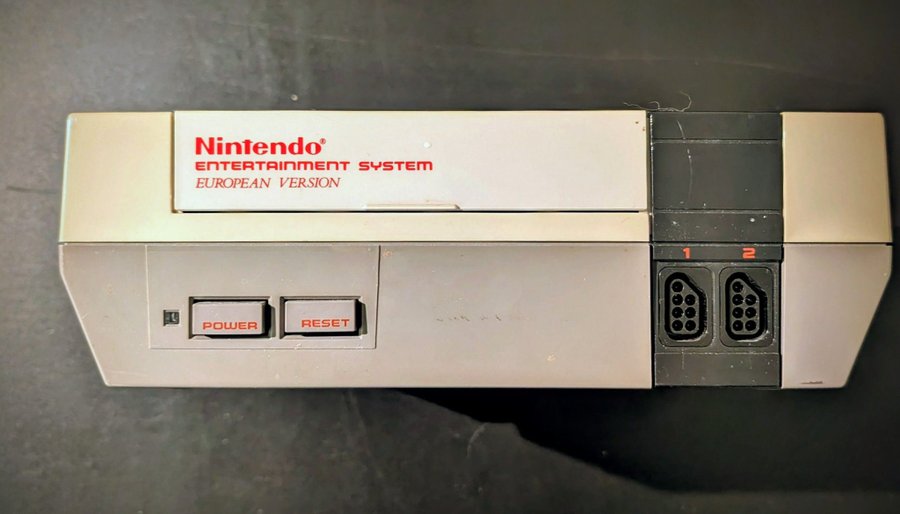 Nintendo®
ENTERTAINMENT SYSTEM
EUROPEAN VERSION
1 2
POWER RESET